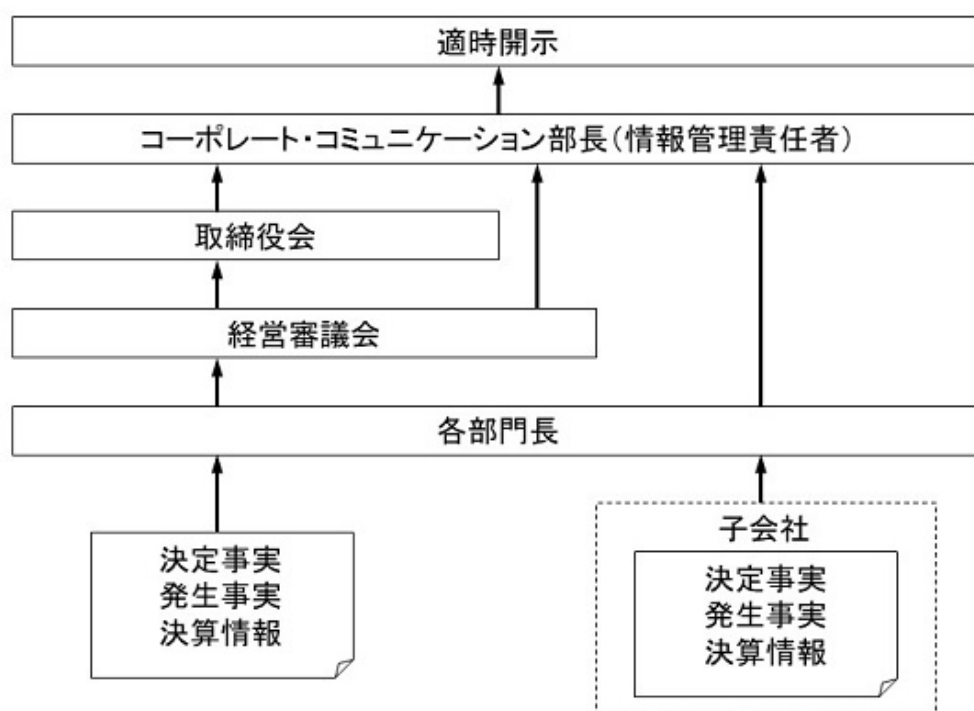 適時開示
コーポレート・コミュニケーション部長(情報管理責任者)
取締役会
経営審議会
各部門長
決定事実
発生事実
決算情報
子会社
決定事実
発生事実
決算情報